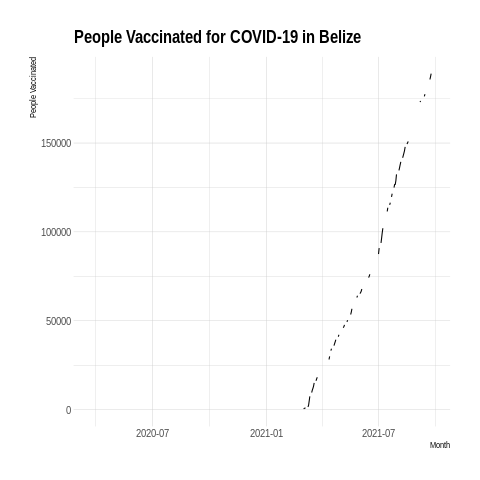 People Vaccinated for COVID-19 in Belize
People Vaccinated
150000
100000
50000
0
2020-07 2021-01 2021-07
Month